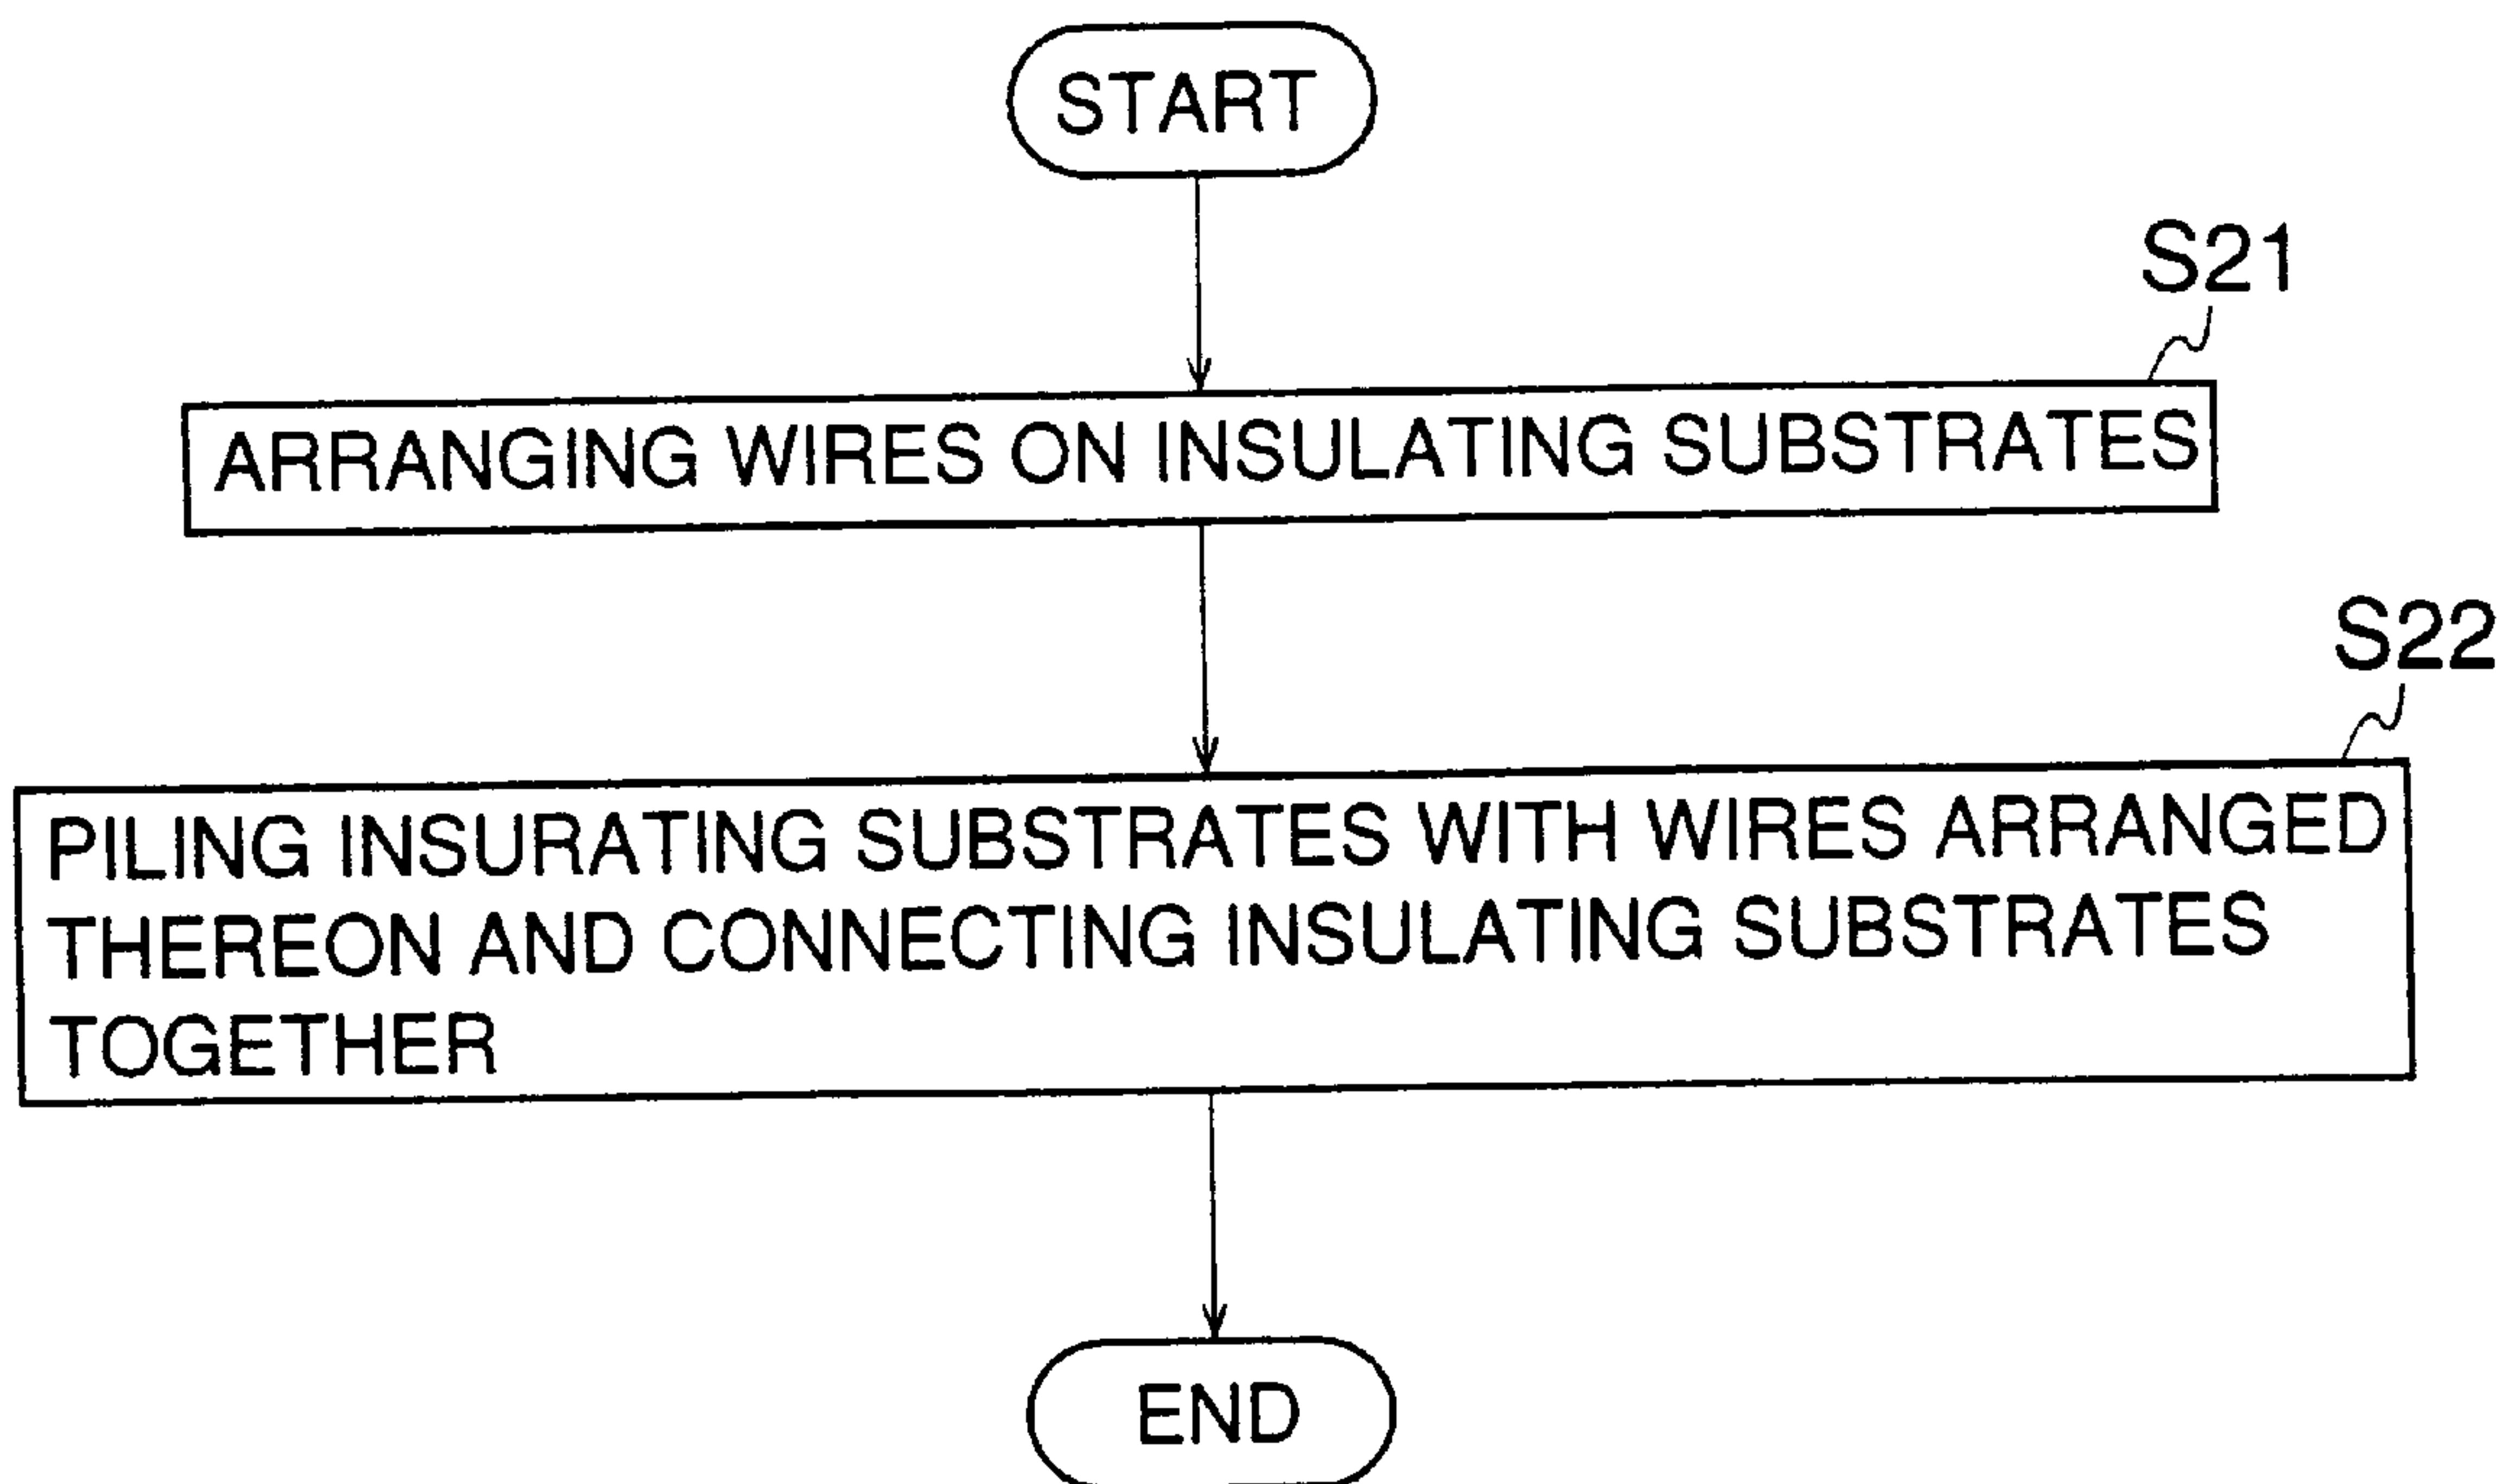 START
S21
ARRANGING WIRES ON INSULATING SUBSTRATES
S22
PILING INSURATING SUBSTRATES WITH WIRES ARRANGED
THEREON AND CONNECTING INSULATING SUBSTRATES
TOGETHER
END